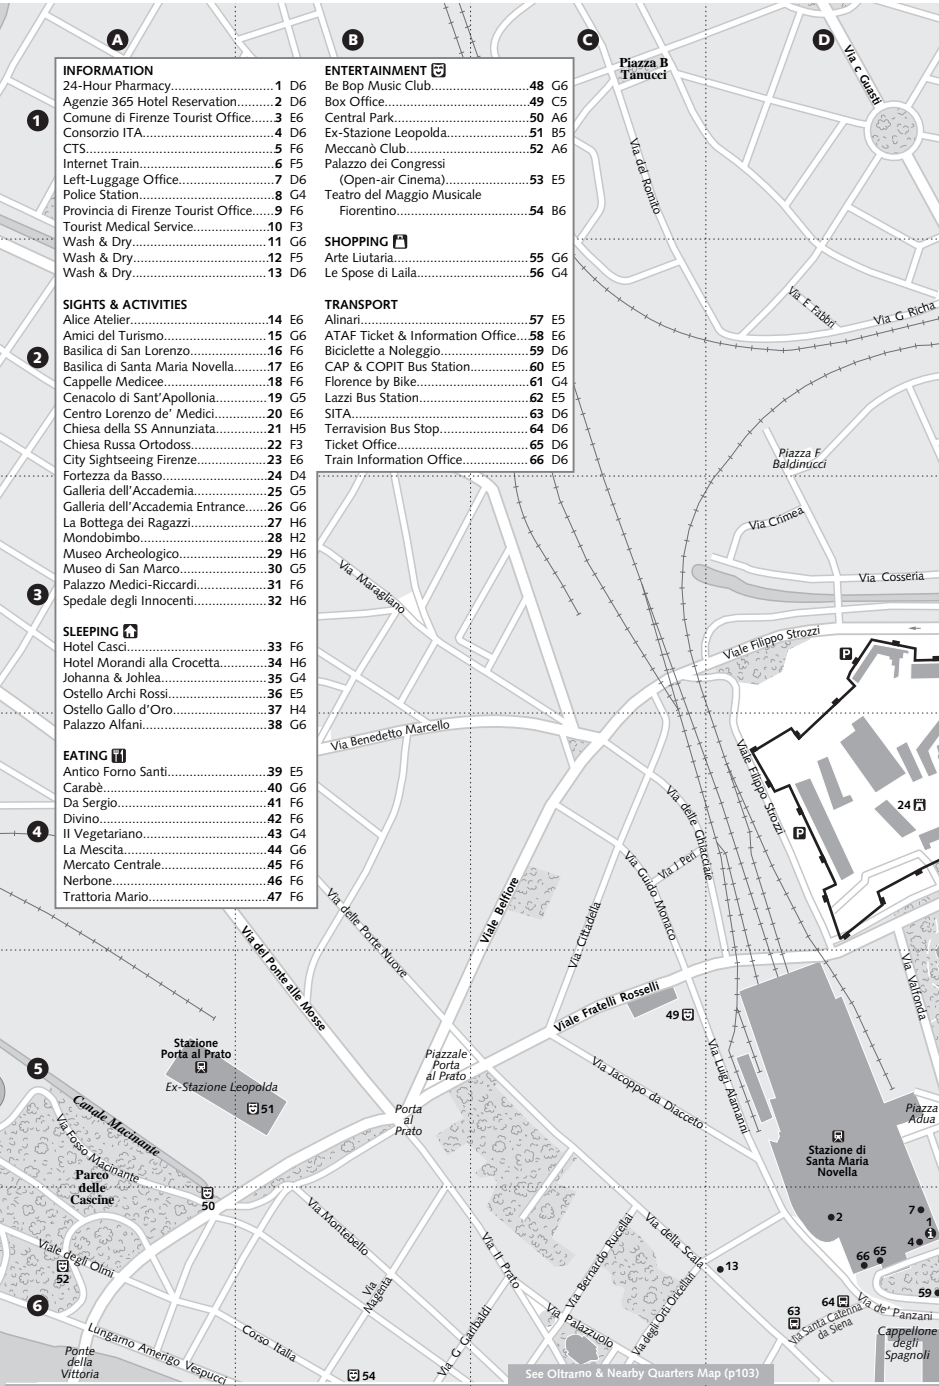 A
B
C
D
1
2
3
4
5
6
INFORMATION
24-Hour Pharmacy 1 D6
Agenzie 365 Hotel Reservation 2 D6
Comune di Firenze Tourist Office 3 E6
Consorzio ITA 4 D6
CTS 5 F6
Internet Train 6 F5
Left-Luggage Office 7 D6
Police Station 8 G4
Provincia di Firenze Tourist Office 9 F6
Tourist Medical Service 10 F3
Wash & Dry 11 G6
Wash & Dry 12 F5
Wash & Dry 13 D6
SIGHTS & ACTIVITIES
Alice Atelier 14 E6
Amici del Turismo 15 G6
Basilica di San Lorenzo 16 F6
Basilica di Santa Maria Novella 17 E6
Cappelle Medicee 18 F6
Cenacolo di Sant'Apollonia 19 G5
Centro Lorenzo de' Medici 20 E6
Chiesa della SS Annunziata 21 H5
Chiesa Russa Ortodoss 22 F3
City Sightseeing Firenze 23 E6
Fortezza da Basso 24 D4
Galleria dell'Accademia 25 G5
Galleria dell'Accademia Entrance 26 G6
La Bottega dei Ragazzi 27 H6
Mondobimbo 28 H2
Museo Archeologico 29 H6
Museo di San Marco 30 G5
Palazzo Medici-Riccardi 31 F6
Spedale degli Innocenti 32 H6
SLEEPING
Hotel Casci 33 F6
Hotel Morandi alla Crocetta 34 H6
Johanna & Johlea 35 G4
Ostello Archi Rossi 36 E5
Ostello Gallo d'Oro 37 H4
Palazzo Alfani 38 G6
EATING
Antico Forno Santi 39 E5
Carabè 40 G6
Da Sergio 41 F6
Divino 42 F6
Il Vegetariano 43 G4
La Mescita 44 G6
Mercato Centrale 45 F6
Nerbone 46 F6
Trattoria Mario 47 F6
ENTERTAINMENT
Be Bop Music Club 48 G6
Box Office 49 C5
Central Park 50 A6
Ex-Stazione Leopolda 51 B5
Meccanò Club 52 A6
Palazzo dei Congressi
(Open-air Cinema) 53 E5
Teatro del Maggio Musicale
Fiorentino 54 B6
SHOPPING
Arte Liutaria 55 G6
Le Spose di Laila 56 G4
TRANSPORT
Alinari 57 E5
ATAF Ticket & Information Office 58 E6
Biciclette a Noleggio 59 D6
CAP & COPIT Bus Station 60 E5
Florence by Bike 61 G4
Lazzi Bus Station 62 E5
SITA 63 D6
Terravision Bus Stop 64 D6
Ticket Office 65 D6
Train Information Office 66 D6
Piazza B
Tanucci
Via c Guasti
Via del Romito
Via E Fabbri
Via G Richa
Piazza F
Baldinucci
Via Crimea
Via Cosseria
Via Maragliano
Viale Filippo Strozzi
P
Via Benedetto Marcello
Viale Filippo Strozzi
24
P
Via delle Ghiacciaie
Via J Peri
Via Guido Monaco
Viale Belfiore
Via Cittadella
Via delle Porte Nuove
Via del Ponte alle Mosse
Via Valfonda
Viale Fratelli Rosselli
49
Stazione
Porta al Prato
Ex-Stazione Leopolda
51
Piazzale
Porta
al Prato
Via Jacoppo da Diacceto
Via Luigi Alamanni
Canale Macinante
Via Fosso Macinante
Porta
al
Prato
Piazza
Adua
Stazione di
Santa Maria
Novella
Parco
delle
Cascine
50
Via Montebello
Via Il Prato
Via Bernardo Rucellai
Via della Scala
2
7
1
4
66
65
Viale degli Olmi
52
Via
Magenta
13
59
Via degli Orti Oricellari
63
64
Via de' Panzani
Via Santa Caterina
da Siena
Lungarno Amerigo Vespucci
Corso Italia
Via G Garibaldi
Via Palazzuolo
Cappellone
degli
Spagnoli
Ponte
della
Vittoria
54
See Oltrarno & Nearby Quarters Map (p103)